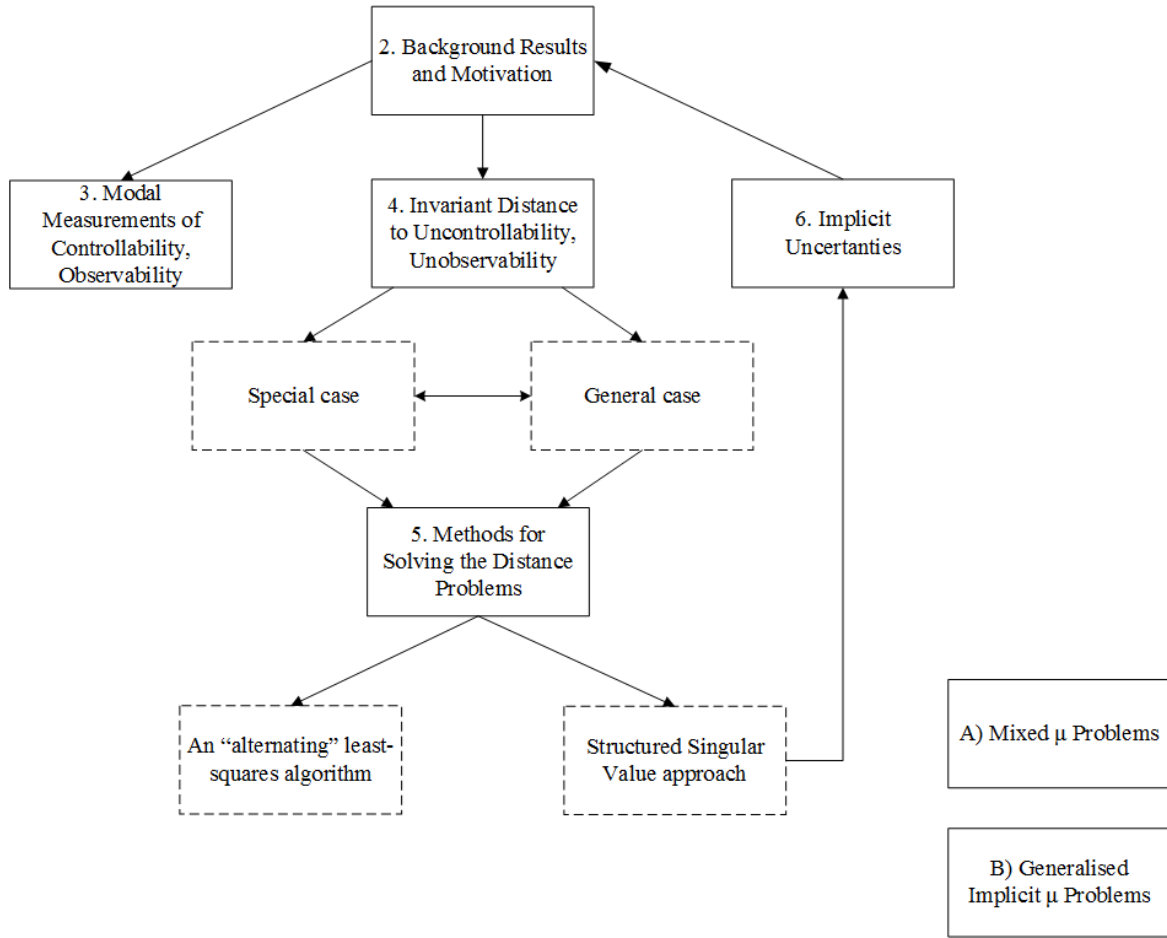 2. Background Results
and Motivation
3. Modal
Measurements of
Controllability,
Observability
4. Invariant Distance
to Uncontrollability,
Unobservability
6. Implicit
Uncertanties
Special case
General case
5. Methods for
Solving the Distance
Problems
An “alternating” least-
squares algorithm
Structured Singular
Value approach
A) Mixed μ Problems
B) Generalised
Implicit μ Problems